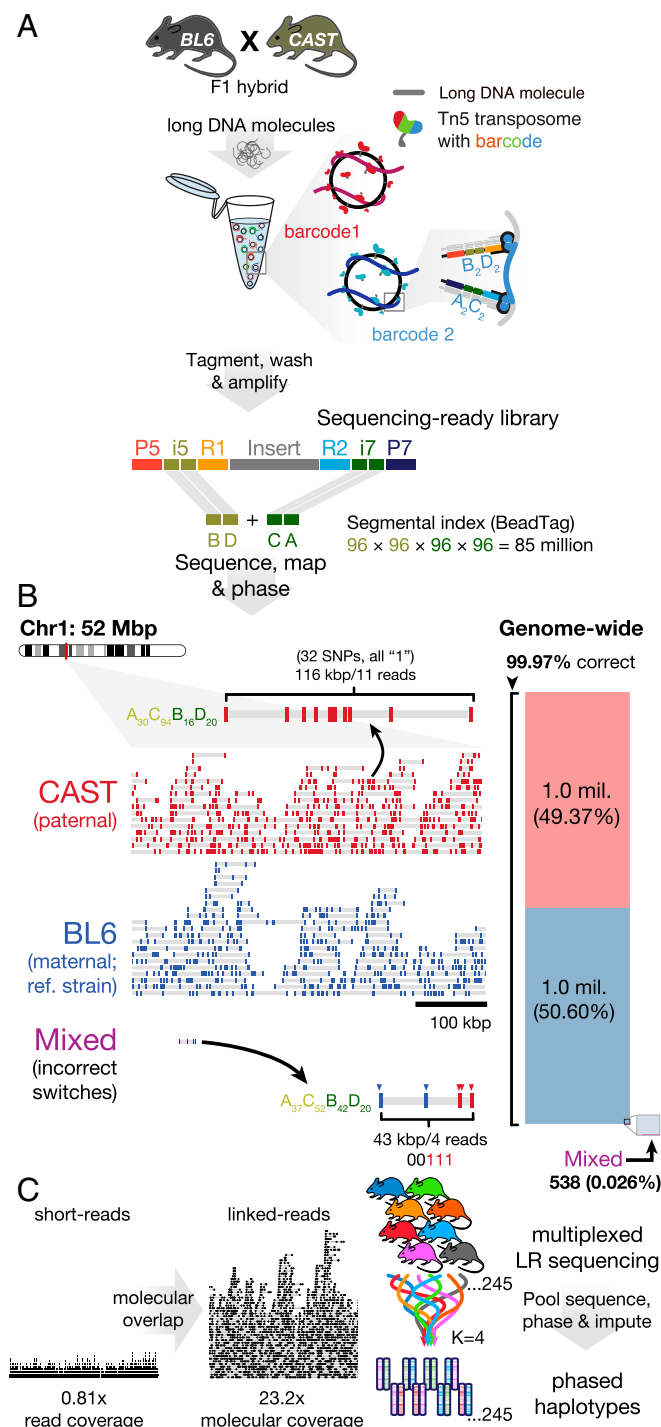 A
BL6 X CAST
F1 hybrid
long DNA molecules
Long DNA molecule
Tn5 transposome
with barcode
barcode1
barcode 2
B2D2
A2C2
Tagment, wash
& amplify
Sequencing-ready library
P5 i5 R1 Insert R2 i7 P7
B D + C A
Segmental index (BeadTag)
96 × 96 × 96 × 96 = 85 million
Sequence, map
& phase
B
Chr1: 52 Mbp
Genome-wide
99.97% correct
(32 SNPs, all “1”)
116 kbp/11 reads
A30C94B16D20
CAST
(paternal)
1.0 mil.
(49.37%)
BL6
(maternal;
ref. strain)
1.0 mil.
(50.60%)
100 kbp
Mixed
(incorrect
switches)
A37C52B42D20
43 kbp/4 reads
00111
Mixed
538 (0.026%)
C
short-reads
linked-reads
molecular
overlap
0.81x
read coverage
23.2x
molecular coverage
...245
K=4
...245
multiplexed
LR sequencing
Pool sequence,
phase & impute
phased
haplotypes